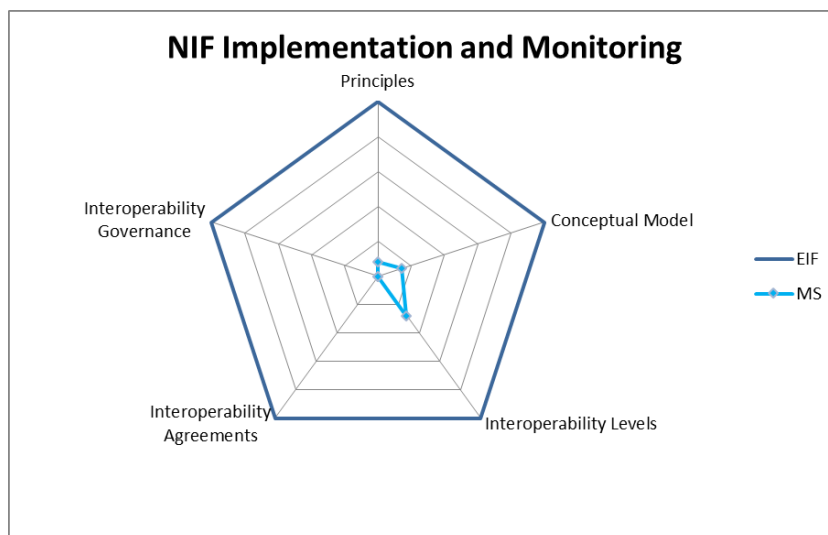 NIF Implementation and Monitoring
Principles
Interoperability
Governance
Conceptual Model
EIF
MS
Interoperability
Agreements
Interoperability Levels